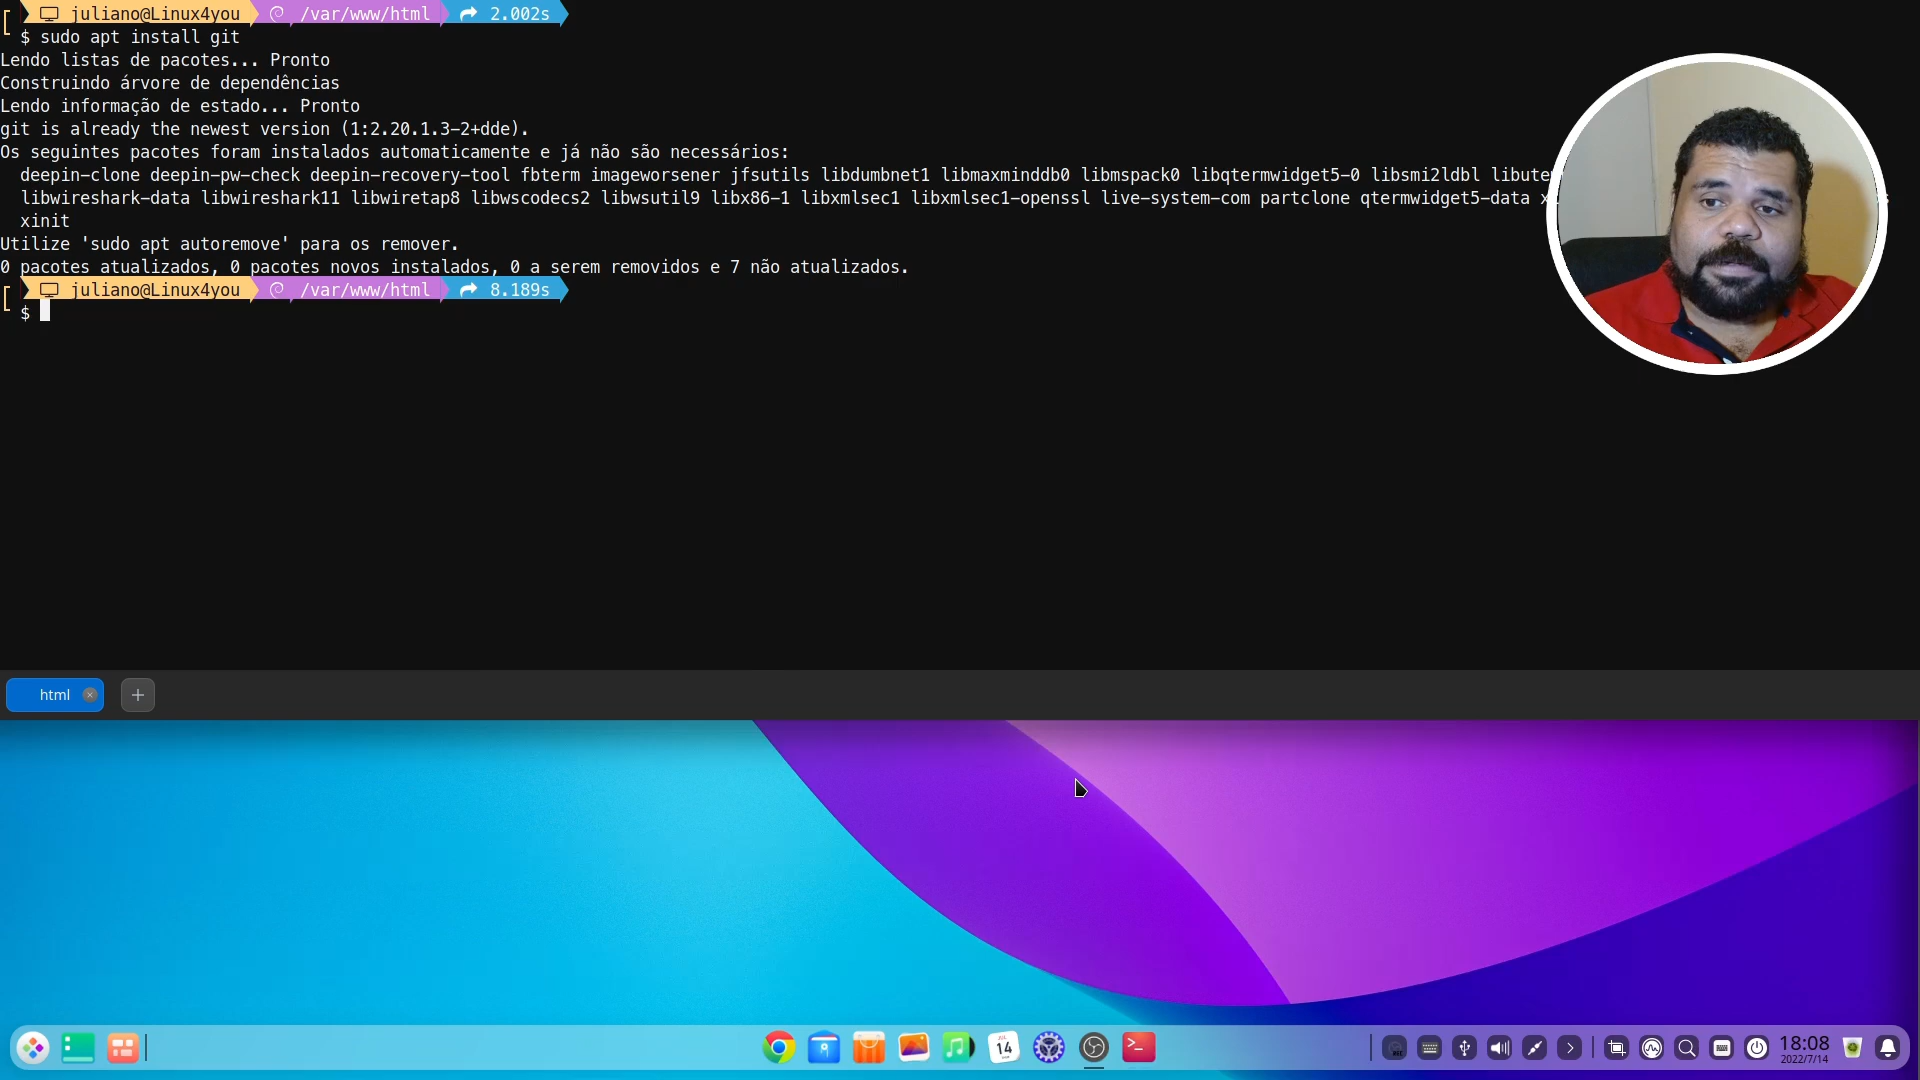 juliano@Linux4you /var/www/html 2.002s
$ sudo apt install git
Lendo listas de pacotes... Pronto
Construindo árvore de dependências
Lendo informação de estado... Pronto
git is already the newest version (1:2.20.1.3-2+dde).
Os seguintes pacotes foram instalados automaticamente e já não são necessários:
deepin-clone deepin-pw-check deepin-recovery-tool fbterm imageworsener jfsutils libdumbnet1 libmaxminddb0 libmspack0 libqtermwidget5-0 libsmi2ldbl
libwireshark-data libwireshark11 libwiretap8 libwscodecs2 libwsutil9 libx86-1 libxmlsec1 libxmlsec1-openssl live-system-com partclone qtermwidget5-data
xinit
Utilize 'sudo apt autoremove' para os remover.
0 pacotes atualizados, 0 pacotes novos instalados, 0 a serem removidos e 7 não atualizados.
juliano@Linux4you /var/www/html 8.189s
$
html
14
18:08
2022/7/14